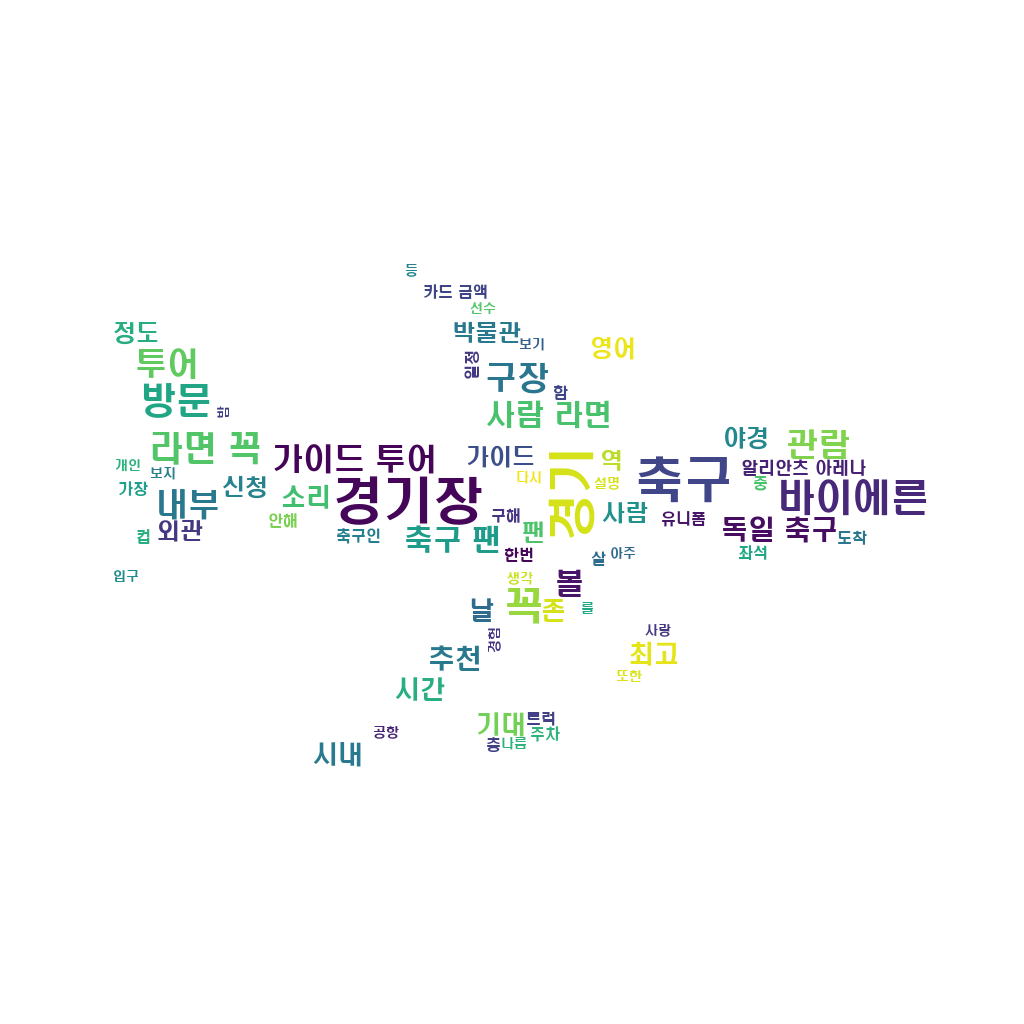 등
카드 금액
선수
정도
박물관
보기
영어
투어
일정
구장
함
방문
밤
사람 라면
라면 꼭
야경
관람
가이드 투어
가이드
역
축구
알리안츠 아레나
개인
보지
다시
설명
중
가장
신청
내부
소리
경기장
경기
바이에른
외관
안해
구해
사람
유니폼
독일 축구
컵
축구인
축구 팬
팬
도착
한번
살
아주
좌석
입구
생각
볼
꼭
날
존
를
경험
사랑
추천
최고
시간
또한
공항
기대
트럭
주차
층
나름
시내